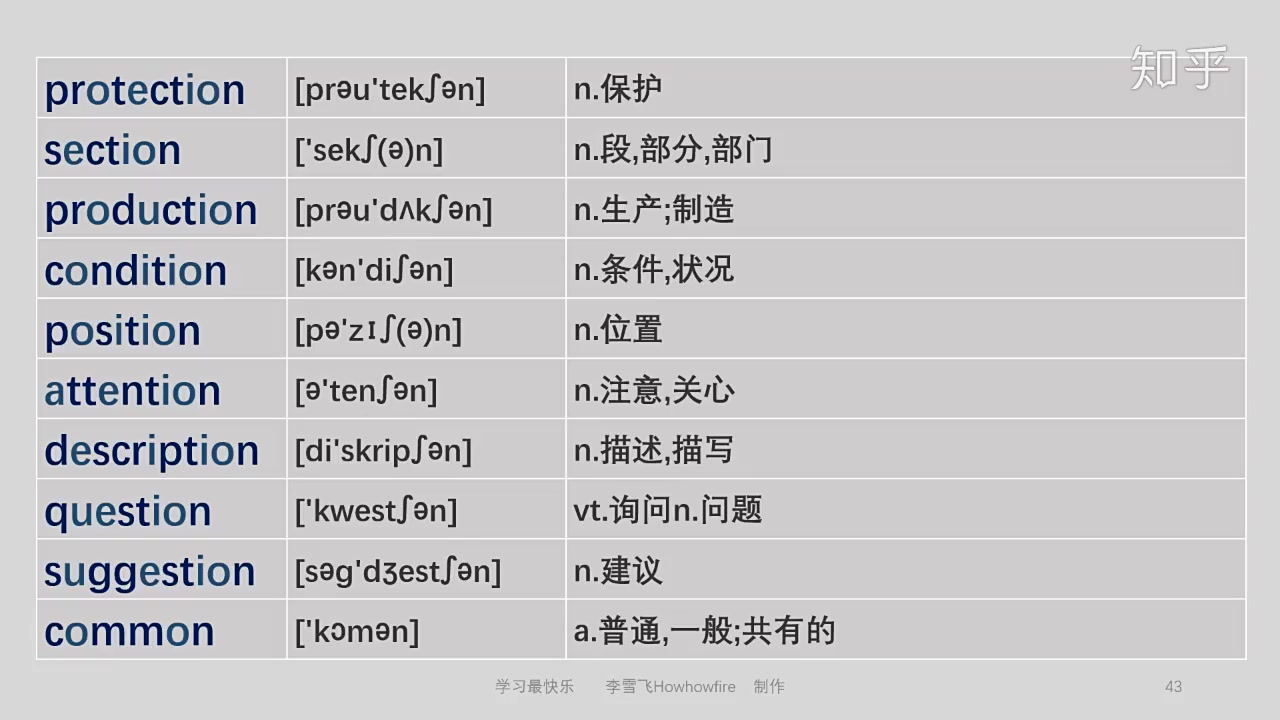 知乎
protection [prəu'tekʃən] n.保护
section ['sekʃ(ə)n] n.段,部分,部门
production [prəu'dʌkʃən] n.生产;制造
condition [kən'diʃən] n.条件,状况
position [pə'zɪʃ(ə)n] n.位置
attention [ə'tenʃən] n.注意,关心
description [di'skripʃən] n.描述,描写
question ['kwestʃən] vt.询问n.问题
suggestion [səg'dʒestʃən] n.建议
common ['kɔmən] a.普通,一般;共有的
学习最快乐 李雪飞Howhowfire 制作 43